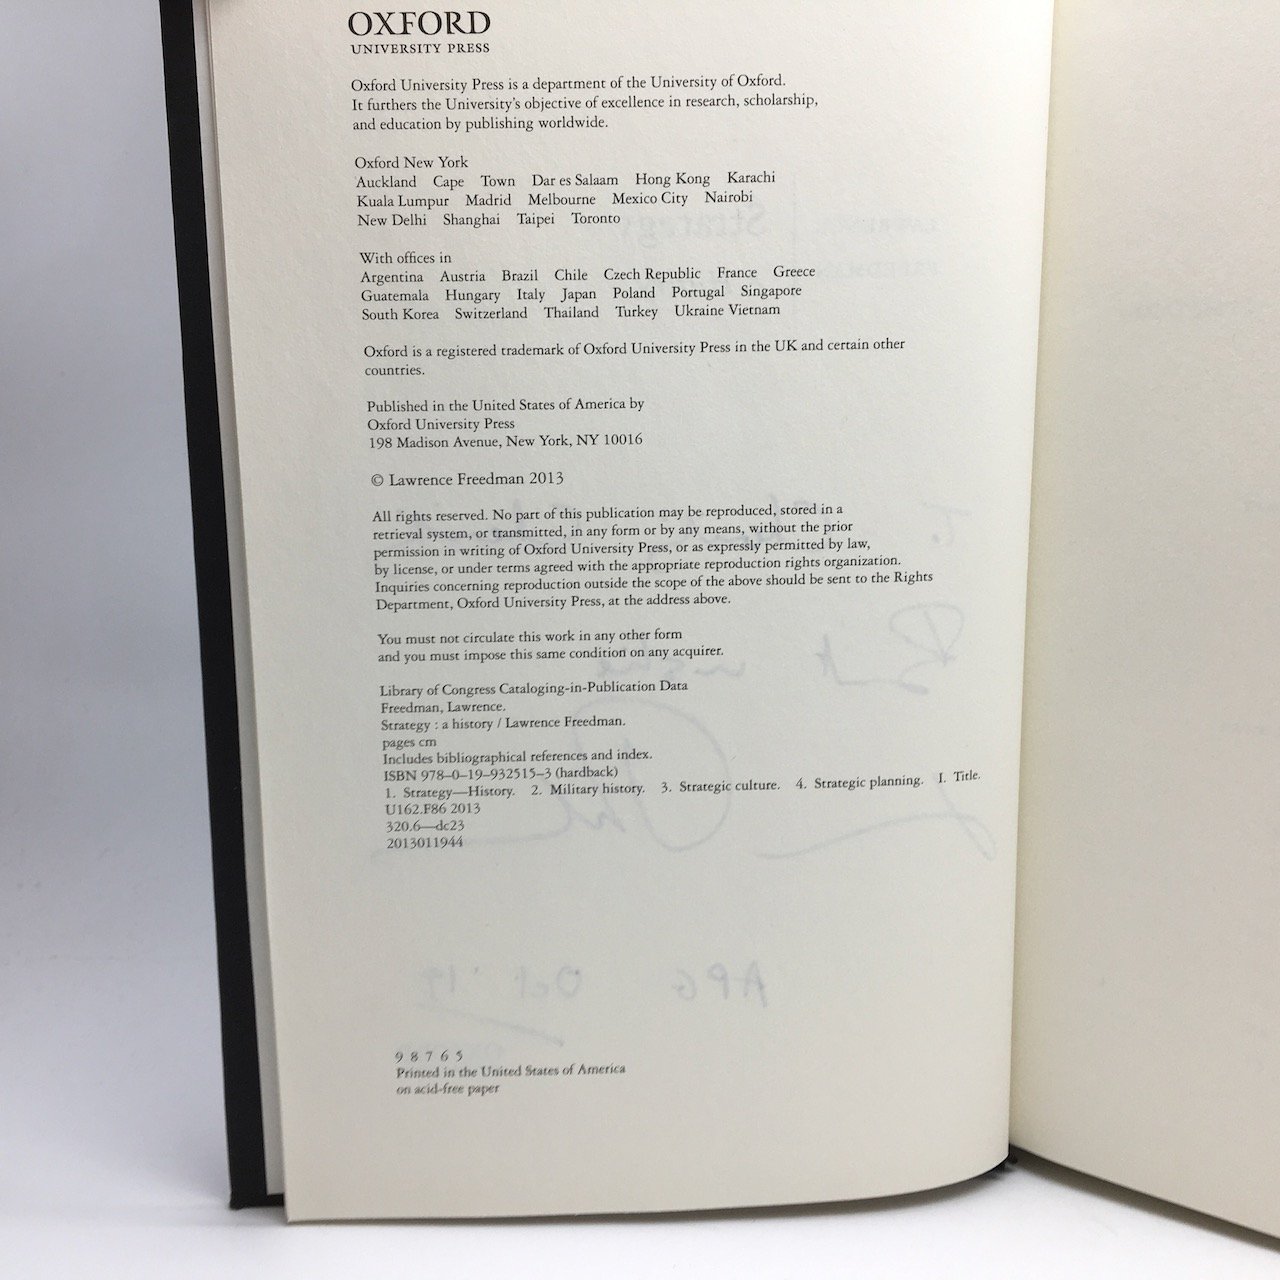 OXFORD
UNIVERSITY PRESS
Oxford University Press is a department of the University of Oxford.
It furthers the University's objective of excellence in research, scholarship,
and education by publishing worldwide.
Oxford New York
Auckland Cape Town Dar es Salaam Hong Kong Karachi
Kuala Lumpur Madrid Melbourne Mexico City Nairobi
New Delhi Shanghai Taipei Toronto
With offices in
Argentina Austria Brazil Chile Czech Republic France Greece
Guatemala Hungary Italy Japan Poland Portugal Singapore
South Korea Switzerland Thailand Turkey Ukraine Vietnam
Oxford is a registered trademark of Oxford University Press in the UK and certain other
countries.
Published in the United States of America by
Oxford University Press
198 Madison Avenue, New York, NY 10016
© Lawrence Freedman 2013
All rights reserved. No part of this publication may be reproduced, stored in a
retrieval system, or transmitted, in any form or by any means, without the prior
permission in writing of Oxford University Press, or as expressly permitted by law,
by license, or under terms agreed with the appropriate reproduction rights organization.
Inquiries concerning reproduction outside the scope of the above should be sent to the Rights
Department, Oxford University Press, at the address above.
You must not circulate this work in any other form
and you must impose this same condition on any acquirer.
Library of Congress Cataloging-in-Publication Data
Freedman, Lawrence.
Strategy : a history / Lawrence Freedman.
pages cm
Includes bibliographical references and index.
ISBN 978–0–19–932515–3 (hardback)
1. Strategy—History. 2. Military history. 3. Strategic culture. 4. Strategic planning. I. Title.
U162.F86 2013
320.6—dc23
2013011944
APG Oct
9 8 7 6 5
Printed in the United States of America
on acid-free paper